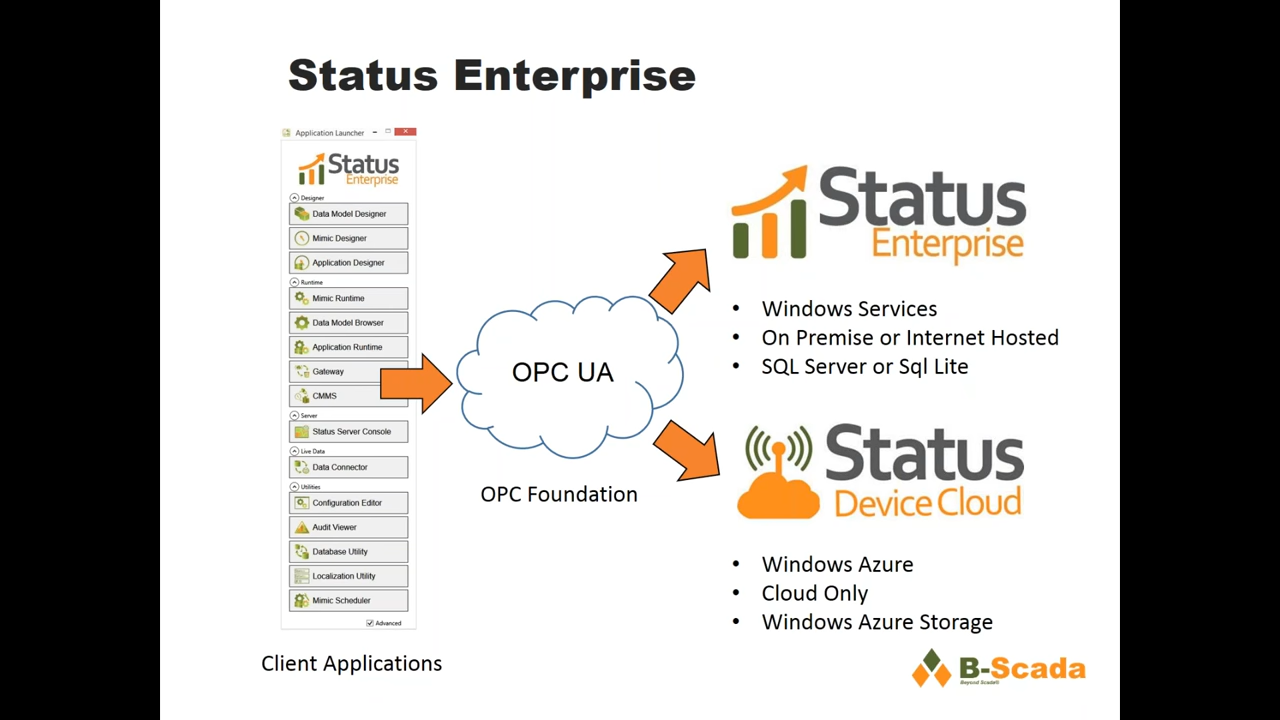 Status Enterprise
Application Launcher
Status
Enterprise
Designer
Data Model Designer
Mimic Designer
Application Designer
Runtime
Mimic Runtime
Data Model Browser
Application Runtime
Gateway
CMMS
Server
Status Server Console
Live Data
Data Connector
Utilities
Configuration Editor
Audit Viewer
Database Utility
Localization Utility
Mimic Scheduler
Advanced
Client Applications
OPC UA
OPC Foundation
Status
Enterprise
• Windows Services
• On Premise or Internet Hosted
• SQL Server or Sql Lite
Status
Device Cloud
• Windows Azure
• Cloud Only
• Windows Azure Storage
B-Scada
Beyond Scada®